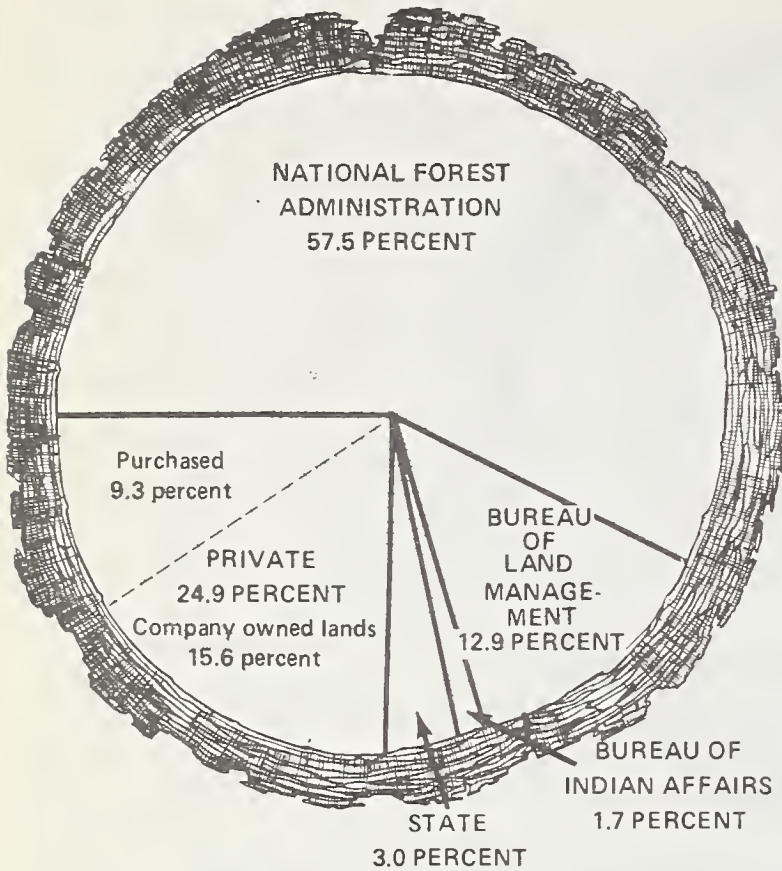 NATIONAL FOREST
ADMINISTRATION
57.5 PERCENT
Purchased
9.3 percent
PRIVATE
24.9 PERCENT
Company owned lands
15.6 percent
BUREAU
OF
LAND
MANAGE-
MENT
12.9 PERCENT
BUREAU OF
INDIAN AFFAIRS
1.7 PERCENT
STATE
3.0 PERCENT